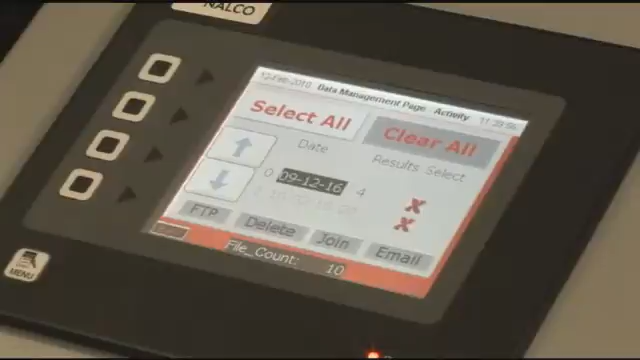 NALCO
Data Management Page - Activity
Select All
Clear All
Date
Results Select
0 09-12-16 4
X
X
FTP
Delete
Join
Email
File_Count: 10
MENU